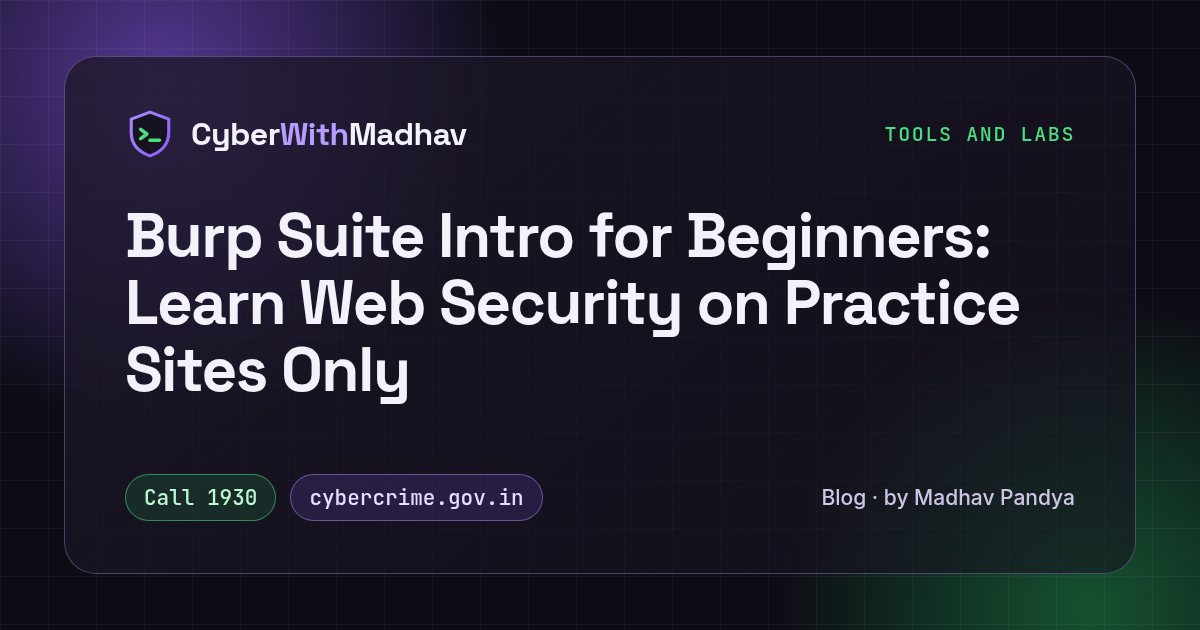 CyberWithMadhav
TOOLS AND LABS
Burp Suite Intro for Beginners:
Learn Web Security on Practice
Sites Only
Call 1930
cybercrime.gov.in
Blog · by Madhav Pandya